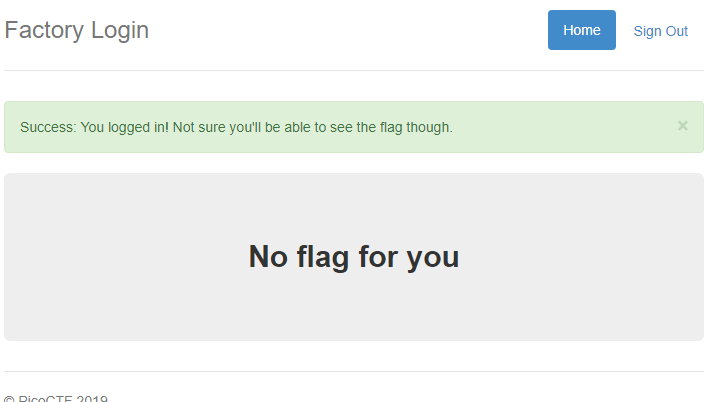 Factory Login
Home
Sign Out
Success: You logged in! Not sure you'll be able to see the flag though.
×
No flag for you
© PicoCTF 2019